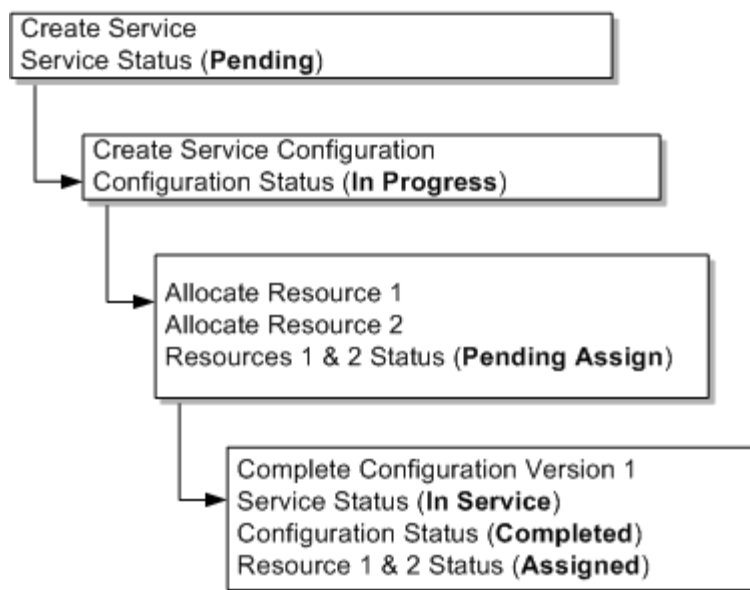 Create Service
Service Status (Pending)
Create Service Configuration
Configuration Status (In Progress)
Allocate Resource 1
Allocate Resource 2
Resources 1 & 2 Status (Pending Assign)
Complete Configuration Version 1
Service Status (In Service)
Configuration Status (Completed)
Resource 1 & 2 Status (Assigned)